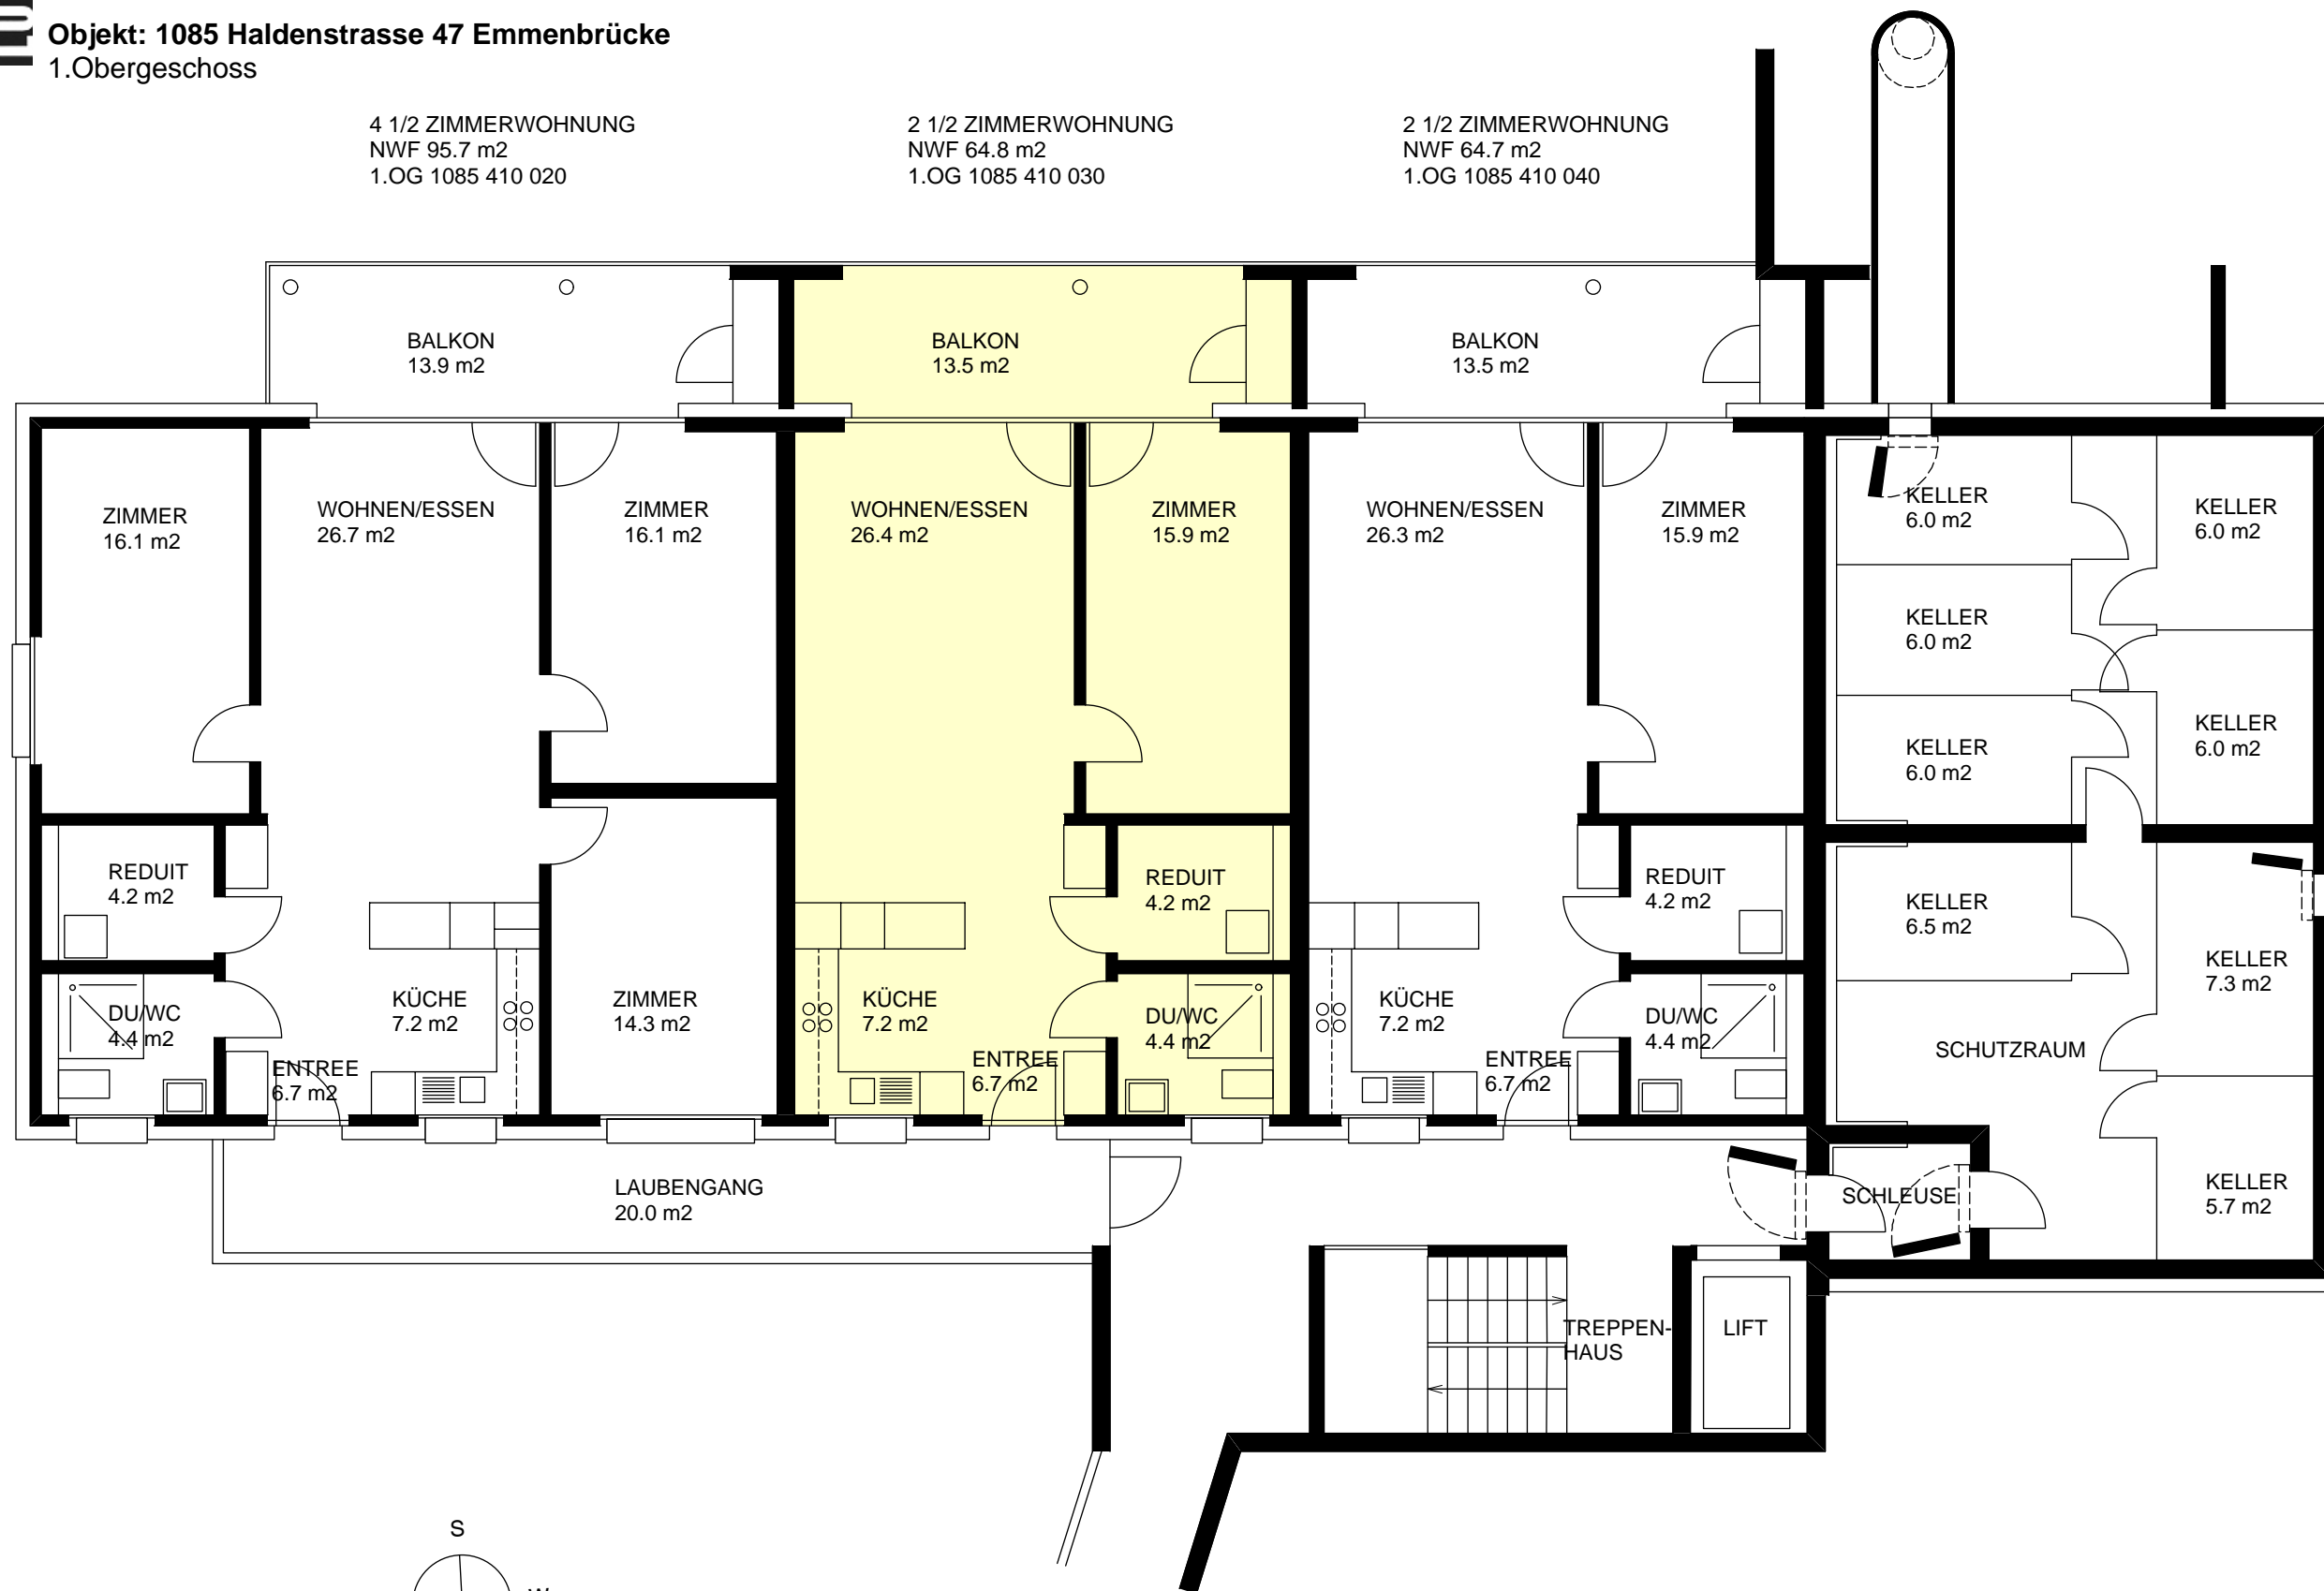 Objekt: 1085 Haldenstrasse 47 Emmenbrücke
1.Obergeschoss
4 1/2 ZIMMERWOHNUNG
NWF 95.7 m2
1.OG 1085 410 020
2 1/2 ZIMMERWOHNUNG
NWF 64.8 m2
1.OG 1085 410 030
2 1/2 ZIMMERWOHNUNG
NWF 64.7 m2
1.OG 1085 410 040
BALKON
13.9 m2
BALKON
13.5 m2
BALKON
13.5 m2
ZIMMER
16.1 m2
WOHNEN/ESSEN
26.7 m2
ZIMMER
16.1 m2
WOHNEN/ESSEN
26.4 m2
ZIMMER
15.9 m2
WOHNEN/ESSEN
26.3 m2
ZIMMER
15.9 m2
KELLER
6.0 m2
KELLER
6.0 m2
KELLER
6.0 m2
KELLER
6.0 m2
KELLER
6.0 m2
REDUIT
4.2 m2
REDUIT
4.2 m2
REDUIT
4.2 m2
KELLER
6.5 m2
KELLER
7.3 m2
DU/WC
4.4 m2
KÜCHE
7.2 m2
ENTREE
6.7 m2
ZIMMER
14.3 m2
KÜCHE
7.2 m2
ENTREE
6.7 m2
DU/WC
4.4 m2
KÜCHE
7.2 m2
ENTREE
6.7 m2
DU/WC
4.4 m2
SCHUTZRAUM
LAUBENGANG
20.0 m2
SCHLEUSE
KELLER
5.7 m2
TREPPEN-
HAUS
LIFT
S